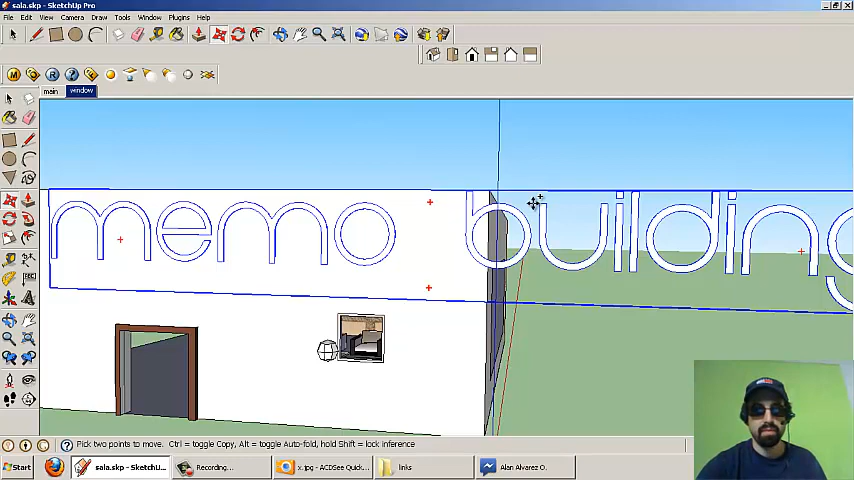 sala.skp - SketchUp Pro
File Edit View Camera Draw Tools Window Plugins Help
main window
memo building
Pick two points to move. Ctrl = toggle Copy, Alt = toggle Auto-fold, hold Shift = lock inference
Start sala.skp - SketchUp... Recording... x.jpg - ACDSee Quick... links Alan Alvarez O.